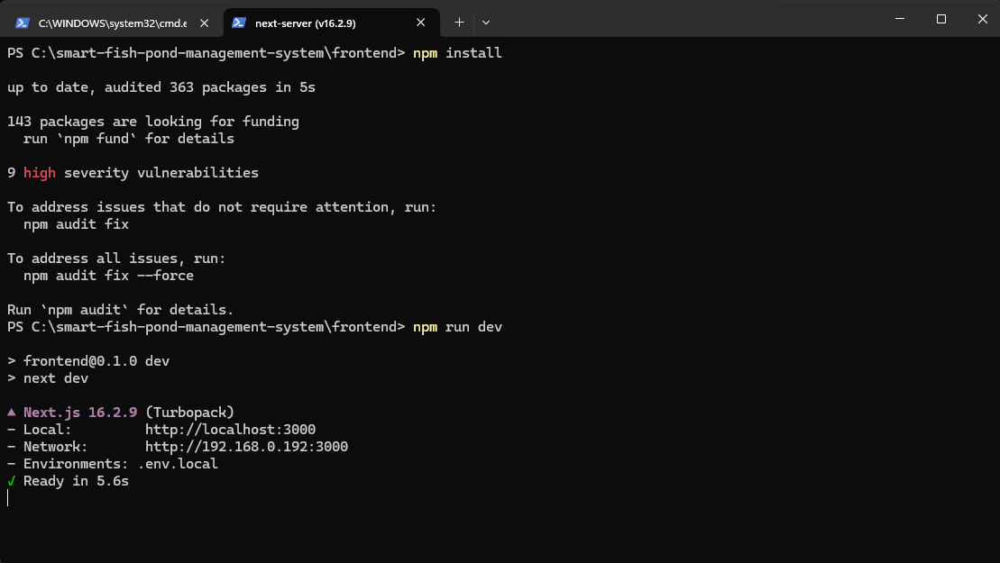 C:\WINDOWS\system32\cmd.e
next-server (v16.2.9)
PS C:\smart-fish-pond-management-system\frontend> npm install
up to date, audited 363 packages in 5s
143 packages are looking for funding
  run `npm fund` for details
9 high severity vulnerabilities
To address issues that do not require attention, run:
  npm audit fix
To address all issues, run:
  npm audit fix --force
Run `npm audit` for details.
PS C:\smart-fish-pond-management-system\frontend> npm run dev
> frontend@0.1.0 dev
> next dev
▲ Next.js 16.2.9 (Turbopack)
- Local:         http://localhost:3000
- Network:       http://192.168.0.192:3000
- Environments: .env.local
✓ Ready in 5.6s